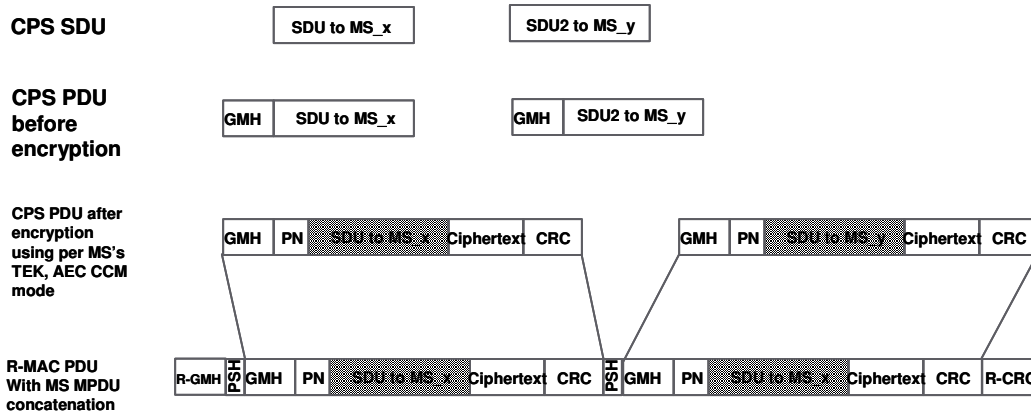 CPS SDU
SDU to MS_x
SDU2 to MS_y
CPS PDU
before
encryption
GMH
SDU to MS_x
GMH
SDU2 to MS_y
CPS PDU after
encryption
using per MS's
TEK, AEC CCM
mode
GMH
PN
SDU to MS_x
Ciphertext
CRC
GMH
PN
SDU to MS_y
Ciphertext
CRC
R-MAC PDU
With MS MPDU
concatenation
R-GMH
PSH
GMH
PN
SDU to MS_x
Ciphertext
CRC
PSH
GMH
PN
SDU to MS_x
Ciphertext
CRC
R-CRC